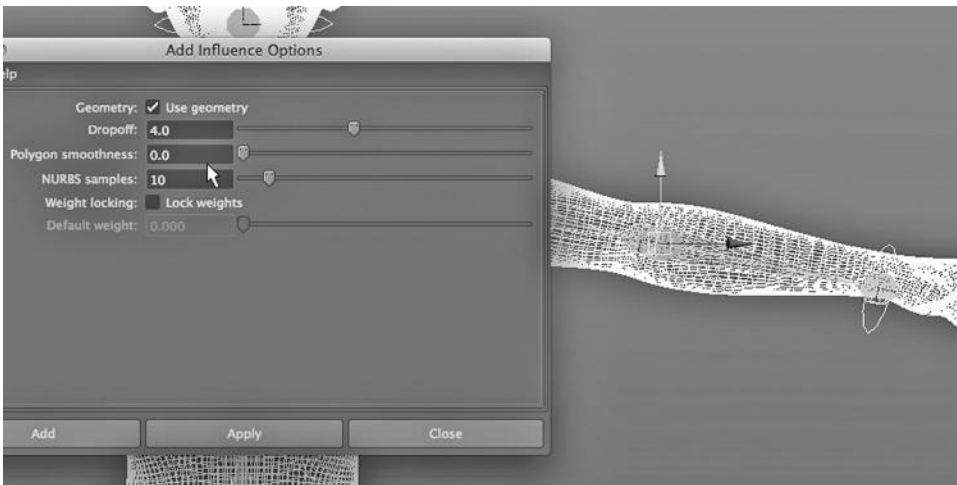 Add Influence Options
elp
Geometry: Use geometry
Dropoff: 4.0
Polygon smoothness: 0.0
NURBS samples: 10
Weight locking: Lock weights
Default weight: 0.000
Add Apply Close